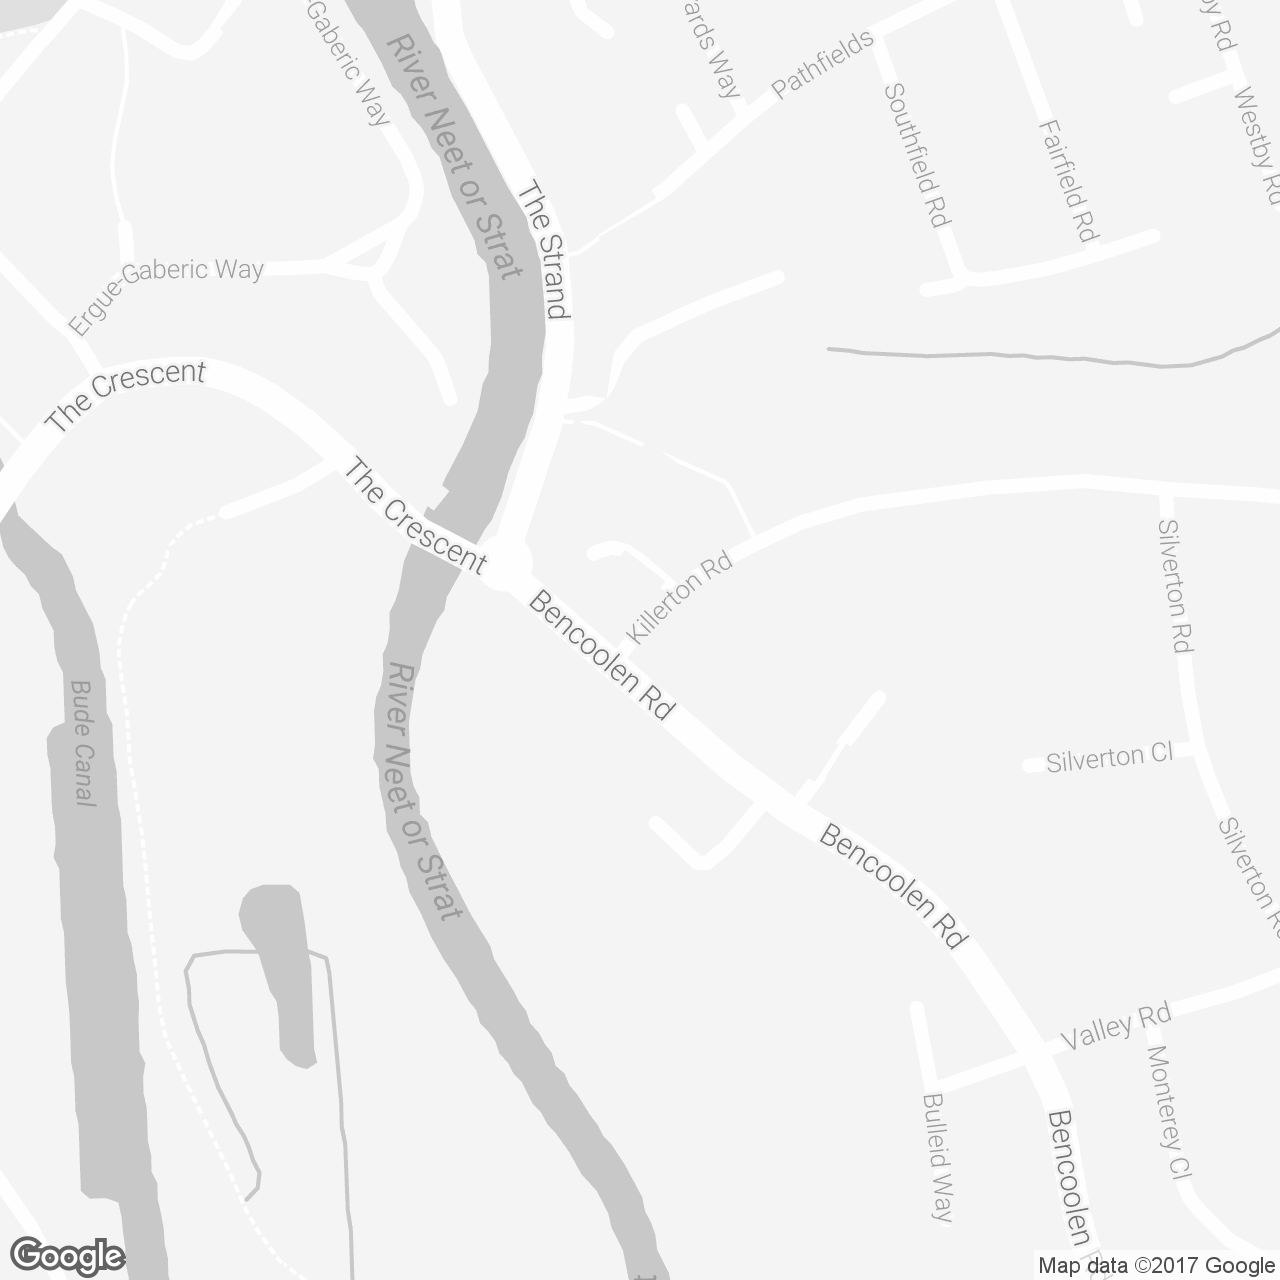 -Gaberic Way
River Neet or Strat
ards Way
Pathfields
by Rd
Westby Rd
Southfield Rd
Fairfield Rd
The Strand
Ergue-Gaberic Way
The Crescent
The Crescent
Killerton Rd
Bencoolen Rd
Silverton Rd
River Neet or Strat
Bude Canal
Silverton Cl
Silverton Rd
Bencoolen Rd
Valley Rd
Monterey Cl
Bulleid Way
Bencoolen
Google
Map data ©2017 Google